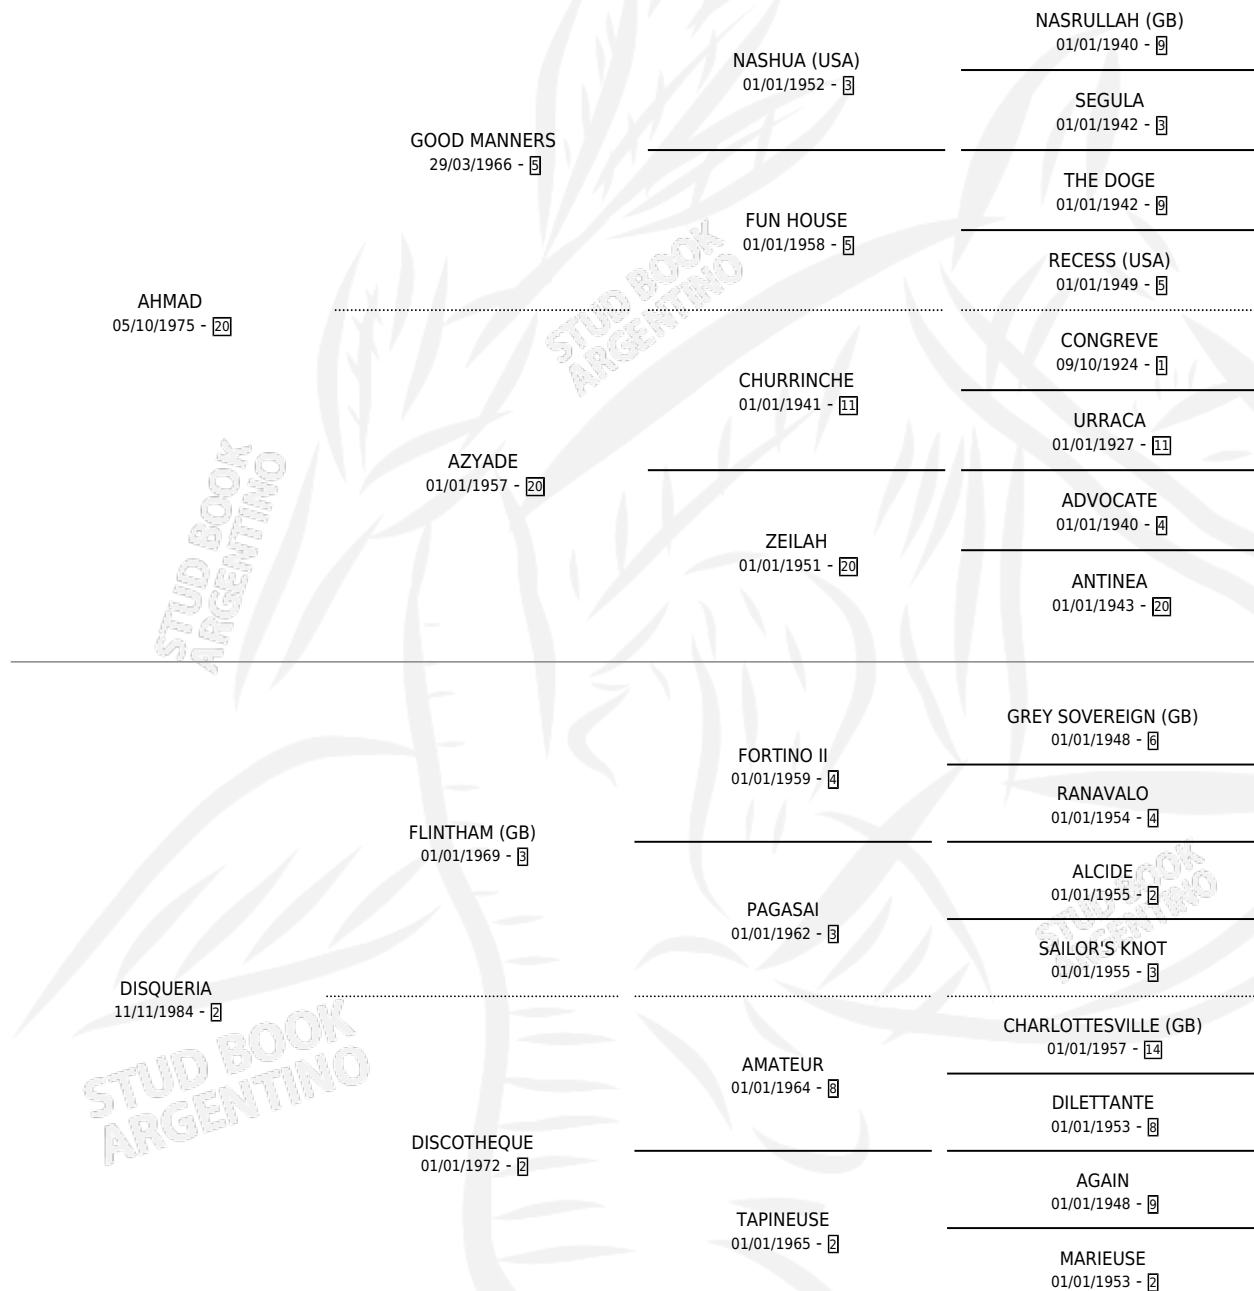 NASRULLAH (GB)
01/01/1940 - 9
NASHUA (USA)
01/01/1952 - 3
SEGULA
01/01/1942 - 3
GOOD MANNERS
29/03/1966 - 5
THE DOGE
01/01/1942 - 9
FUN HOUSE
01/01/1958 - 5
RECESS (USA)
01/01/1949 - 5
AHMAD
05/10/1975 - 20
CONGREVE
09/10/1924 - 1
CHURRINCHE
01/01/1941 - 11
URRACA
01/01/1927 - 11
AZYADE
01/01/1957 - 20
ADVOCATE
01/01/1940 - 4
ZEILAH
01/01/1951 - 20
ANTINEA
01/01/1943 - 20
STUD BOOK
ARGENTINO
STUD BOOK
ARGENTINO
GREY SOVEREIGN (GB)
01/01/1948 - 6
FORTINO II
01/01/1959 - 4
RANAVALO
01/01/1954 - 4
FLINTHAM (GB)
01/01/1969 - 3
ALCIDE
01/01/1955 - 2
PAGASAI
01/01/1962 - 3
SAILOR'S KNOT
01/01/1955 - 3
STUD BOOK
ARGENTINO
DISQUERIA
11/11/1984 - 2
CHARLOTTESVILLE (GB)
01/01/1957 - 14
AMATEUR
01/01/1964 - 8
DILETTANTE
01/01/1953 - 8
DISCOTHEQUE
01/01/1972 - 2
AGAIN
01/01/1948 - 9
TAPINEUSE
01/01/1965 - 2
MARIEUSE
01/01/1953 - 2
STUD BOOK
ARGENTINO